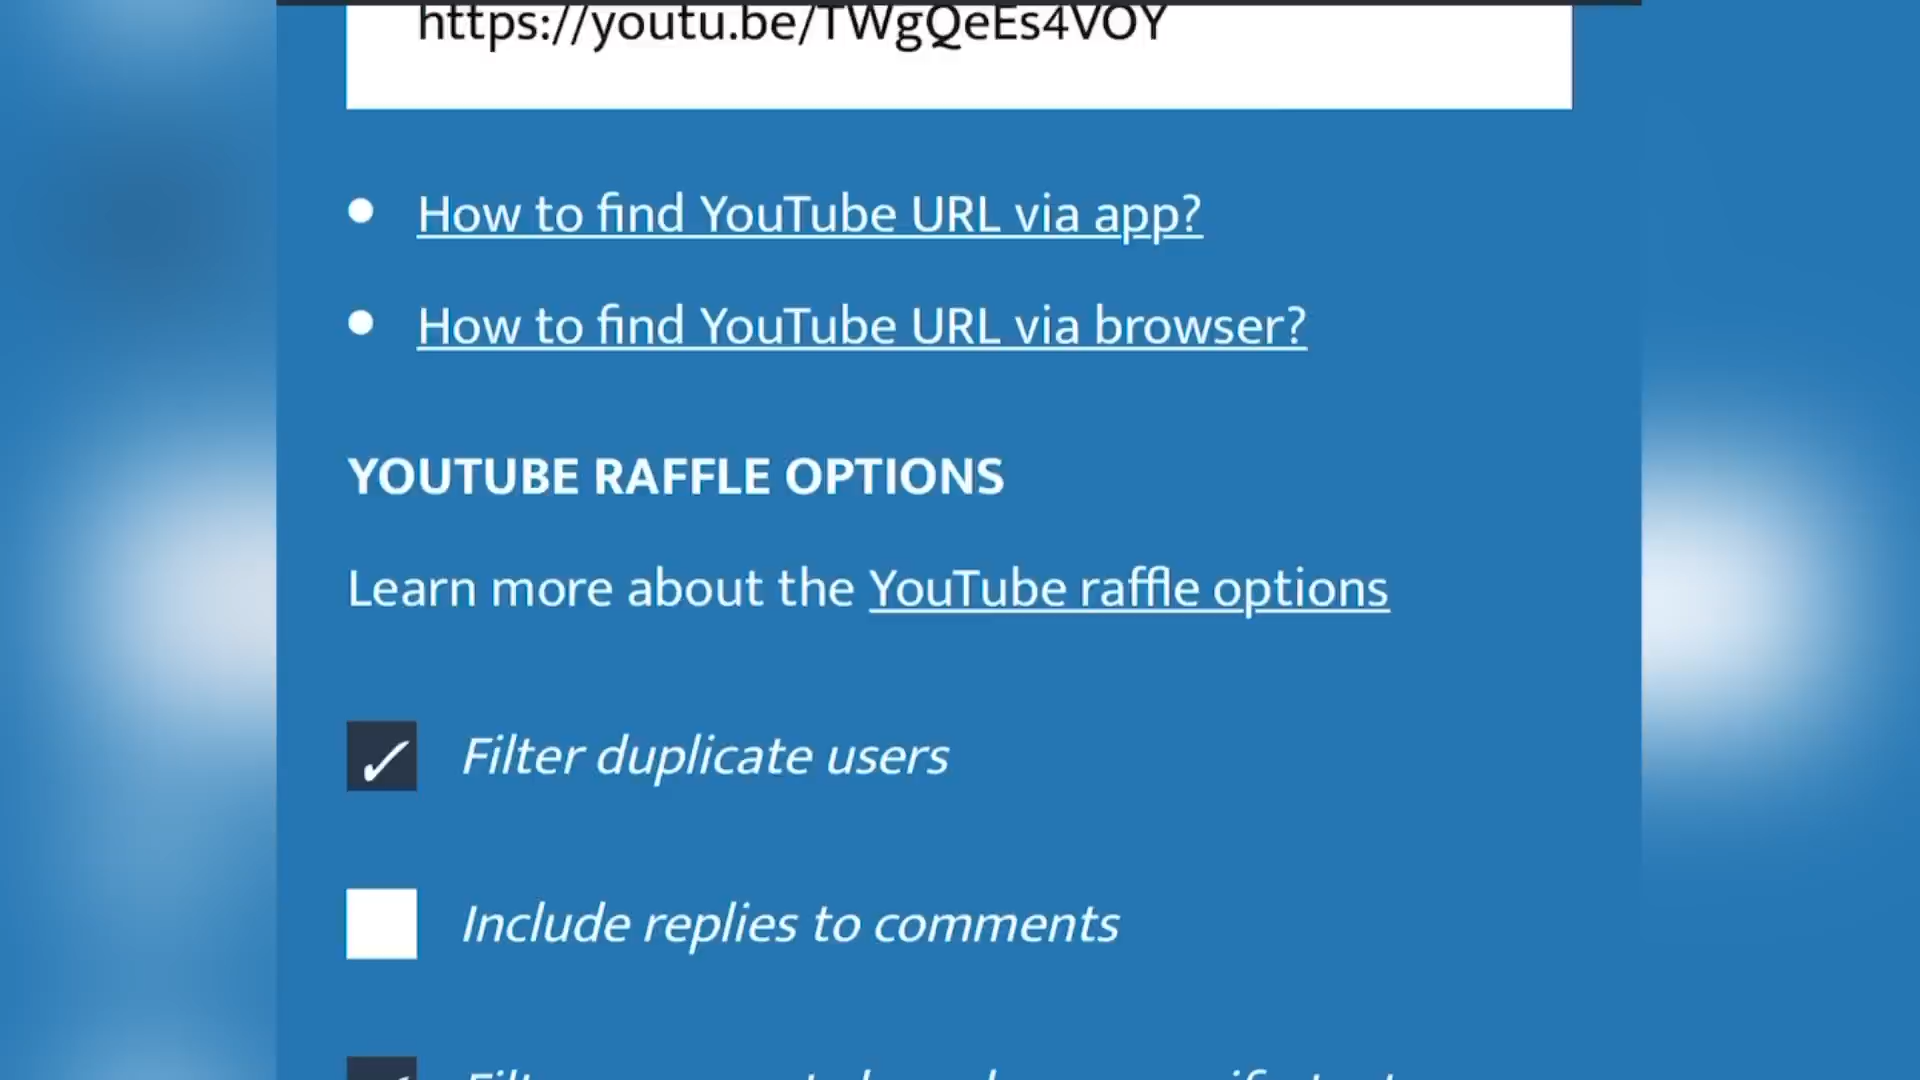 https://youtu.be/TWgQeEs4VOY
How to find YouTube URL via app?
How to find YouTube URL via browser?
YOUTUBE RAFFLE OPTIONS
Learn more about the YouTube raffle options
Filter duplicate users
Include replies to comments